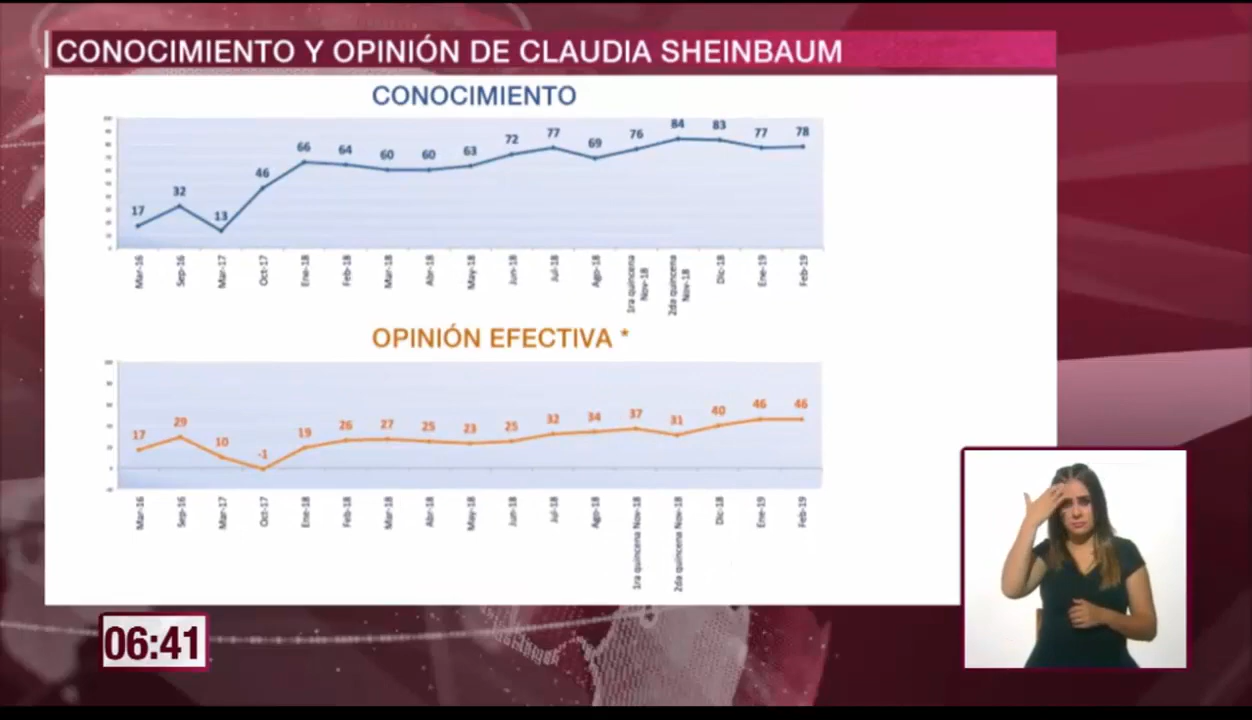 CONOCIMIENTO Y OPINIÓN DE CLAUDIA SHEINBAUM
CONOCIMIENTO
17 32 13 46 66 64 60 60 63 72 77 69 76 84 83 77 78
Mar-16 Sep-16 Mar-17 Oct-17 Ene-18 Feb-18 Mar-18 Abr-18 May-18 Jun-18 Jul-18 Ago-18 1ra quincena Nov-18 2da quincena Nov-18 Dic-18 Ene-19 Feb-19
OPINIÓN EFECTIVA *
17 29 10 -1 19 26 27 25 23 25 32 34 37 31 40 46 46
Mar-16 Sep-16 Mar-17 Oct-17 Ene-18 Feb-18 Mar-18 Abr-18 May-18 Jun-18 Jul-18 Ago-18 1ra quincena Nov-18 2da quincena Nov-18 Dic-18 Ene-19 Feb-19
06:41